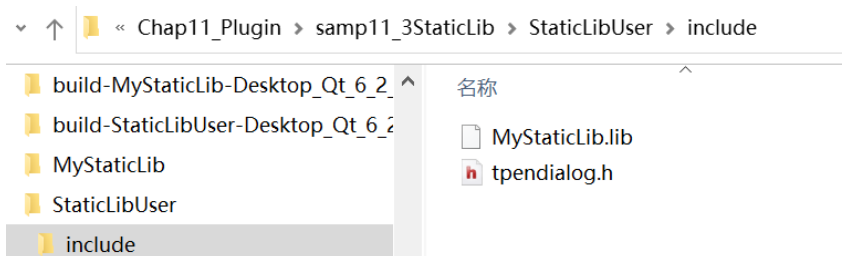 « Chap11_Plugin > samp11_3StaticLib > StaticLibUser > include
build-MyStaticLib-Desktop_Qt_6_2_
build-StaticLibUser-Desktop_Qt_6_2
MyStaticLib
StaticLibUser
include
名称
MyStaticLib.lib
h tpendialog.h